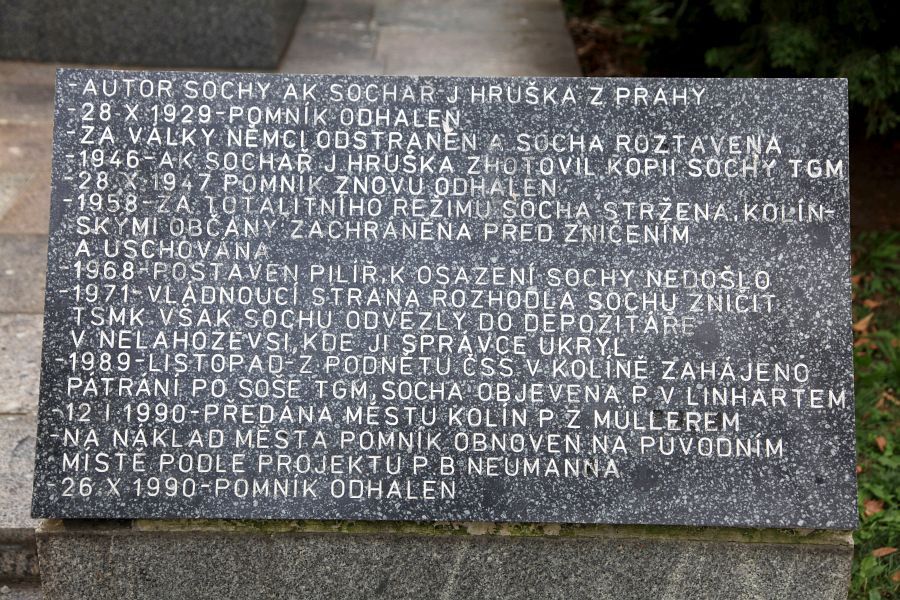 -AUTOR SOCHY AK SOCHAŘ J HRUŠKA Z PRAHY
-28 X 1929-POMNÍK ODHALEN
-ZA VÁLKY NĚMCI ODSTRANĚN A SOCHA ROZTAVENA
-1946-AK SOCHAŘ J HRUŠKA ZHOTOVIL KOPII SOCHY TGM
-28 X 1947 POMNÍK ZNOVU ODHALEN
-1958-ZA TOTALITNÍHO REŽIMU SOCHA STRŽENA,KOLÍN-
SKÝMI OBČANY ZACHRÁNĚNA PŘED ZNIČENÍM
A USCHOVÁNA
-1968-POSTAVEN PILÍŘ,K OSAZENÍ SOCHY NEDOŠLO
-1971-VLÁDNOUCÍ STRANA ROZHODLA SOCHU ZNIČIT
TSMK VŠAK SOCHU ODVEZLY DO DEPOZITÁŘE
V NELAHOZEVSI,KDE JI SPRÁVCE UKRYL
-1989-LISTOPAD-Z PODNĚTU ČSS V KOLÍNĚ ZAHÁJENO
PÁTRÁNÍ PO SOŠE TGM,SOCHA OBJEVENA P V LINHARTEM
-12 I 1990-PŘEDÁNA MĚSTU KOLÍN P Z MÜLLEREM
-NA NÁKLAD MĚSTA POMNÍK OBNOVEN NA PŮVODNÍM
MÍSTĚ PODLE PROJEKTU P B NEUMANNA
-26 X 1990-POMNÍK ODHALEN